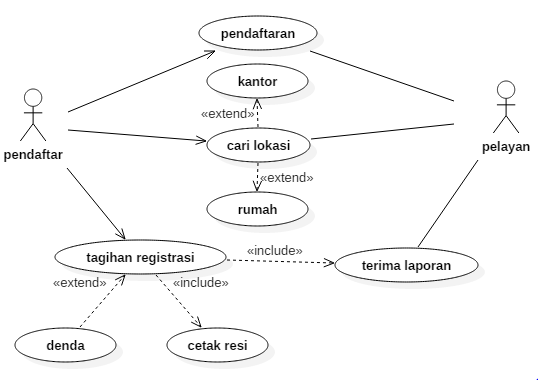 pendaftaran
kantor
«extend»
pendaftar
cari lokasi
pelayan
«extend»
rumah
tagihan registrasi
«include»
terima laporan
«extend»
«include»
denda
cetak resi